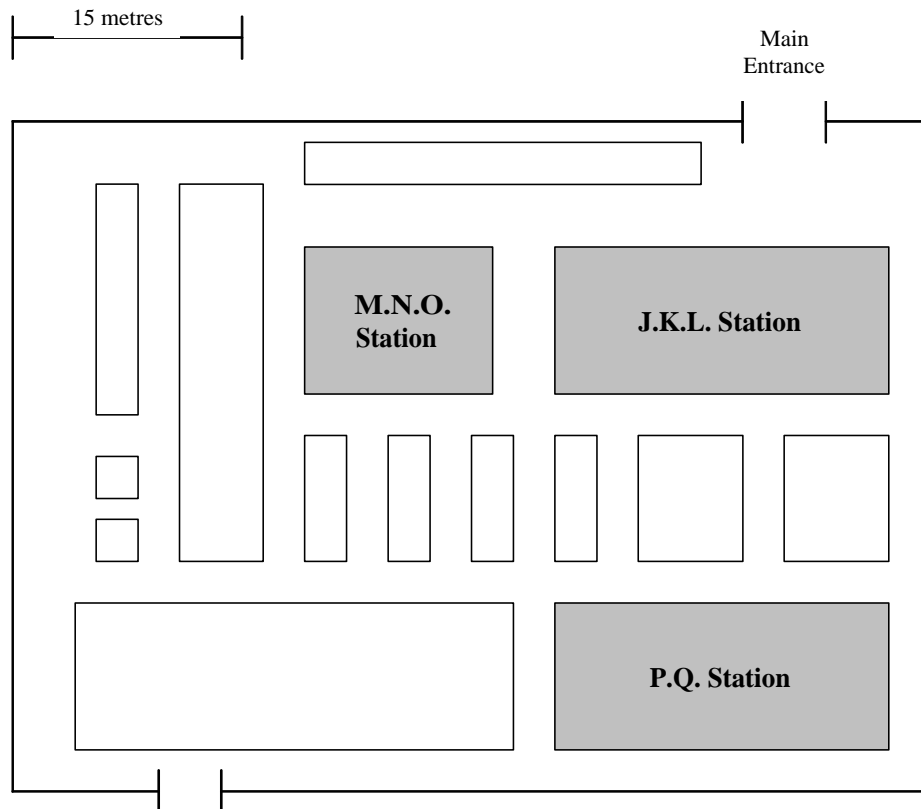 15 metres
Main
Entrance
M.N.O.
Station
J.K.L. Station
P.Q. Station